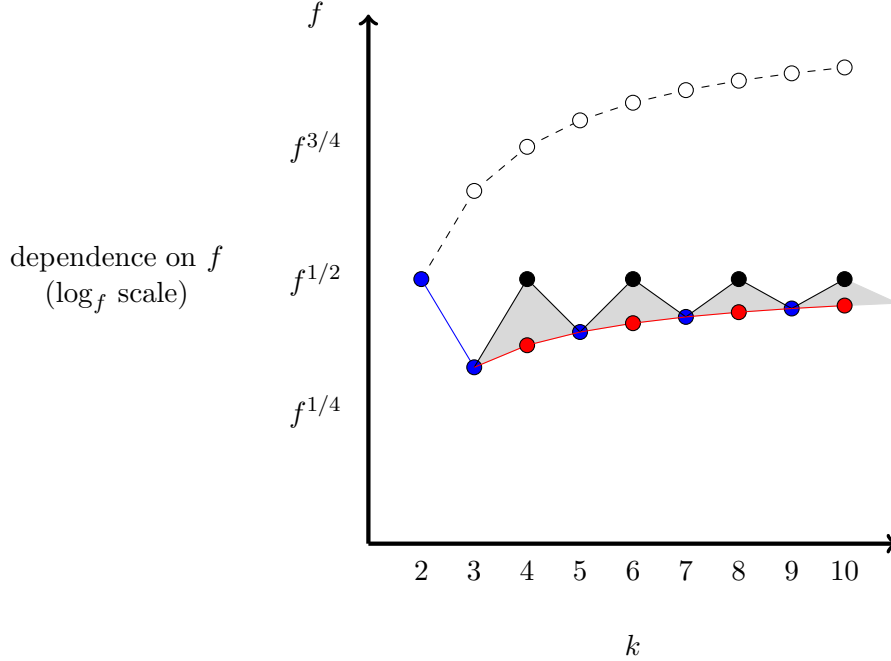 f
f^{3/4}
dependence on f
(log_f scale)
f^{1/2}
f^{1/4}
2 3 4 5 6 7 8 9 10
k